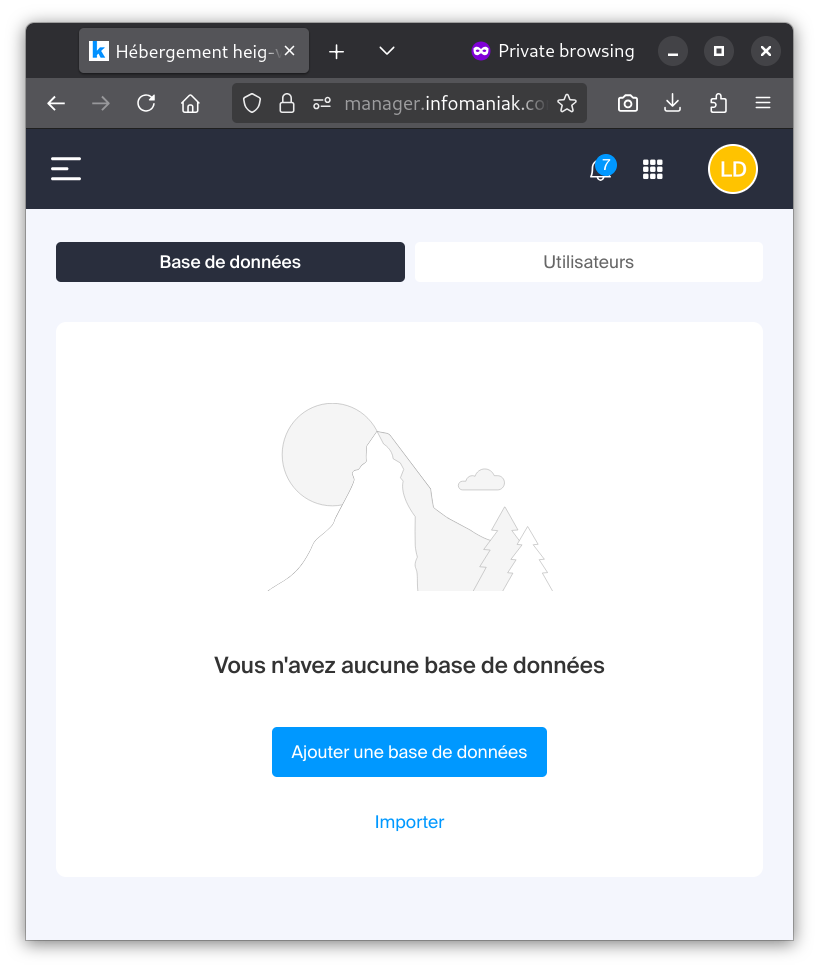 Hébergement heig-v
Private browsing
manager.infomaniak.co
7
LD
Base de données
Utilisateurs
Vous n'avez aucune base de données
Ajouter une base de données
Importer